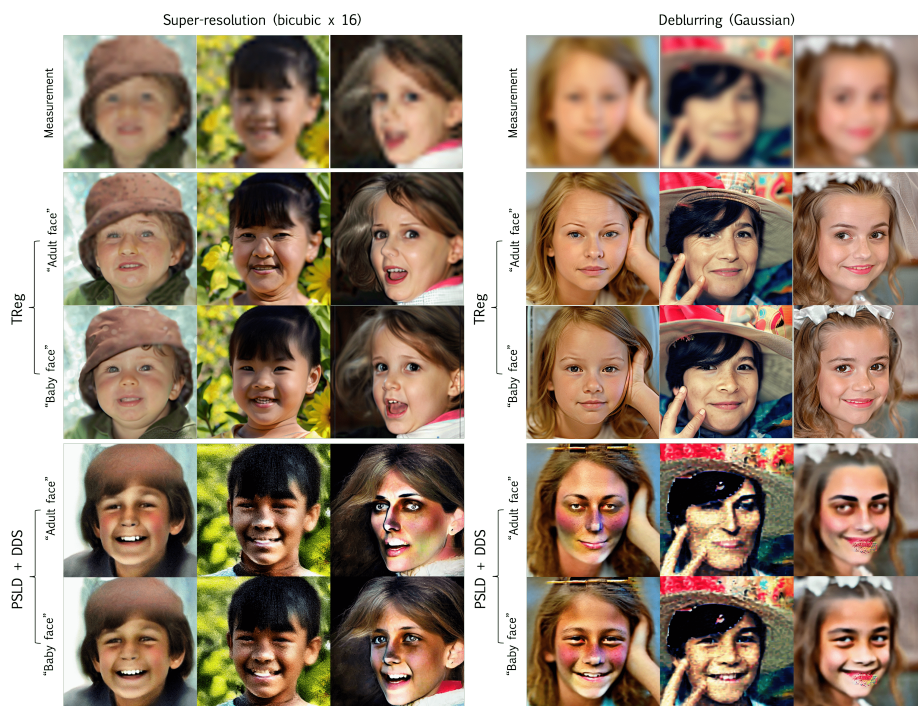 Super-resolution (bicubic x 16)
Deblurring (Gaussian)
Measurement
Measurement
TReg
"Adult face"
"Baby face"
TReg
"Adult face"
"Baby face"
PSLD + DDS
"Adult face"
"Baby face"
PSLD + DDS
"Adult face"
"Baby face"